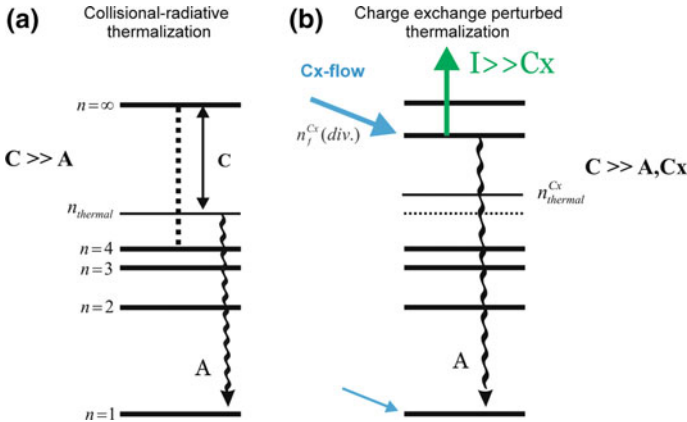 (a)
Collisional-radiative
thermalization
n=∞
C >> A
C
n_thermal
n=4
n=3
n=2
A
n=1
(b)
Charge exchange perturbed
thermalization
I>>Cx
Cx-flow
n_f^Cx (div.)
C >> A,Cx
n_thermal^Cx
A